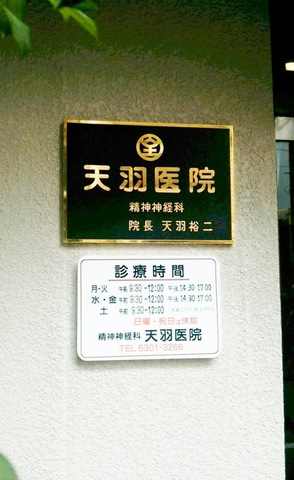 天羽医院
精神神経科
院長 天羽裕二
診療時間
月・火 午前 9:30-12:00 午後 14:30-17:00
水・金 午前 9:30-12:00 午後 14:30-17:00
土 午前 9:30-12:00
日曜・祝日は休診
精神神経科 天羽医院
TEL 6301-3266